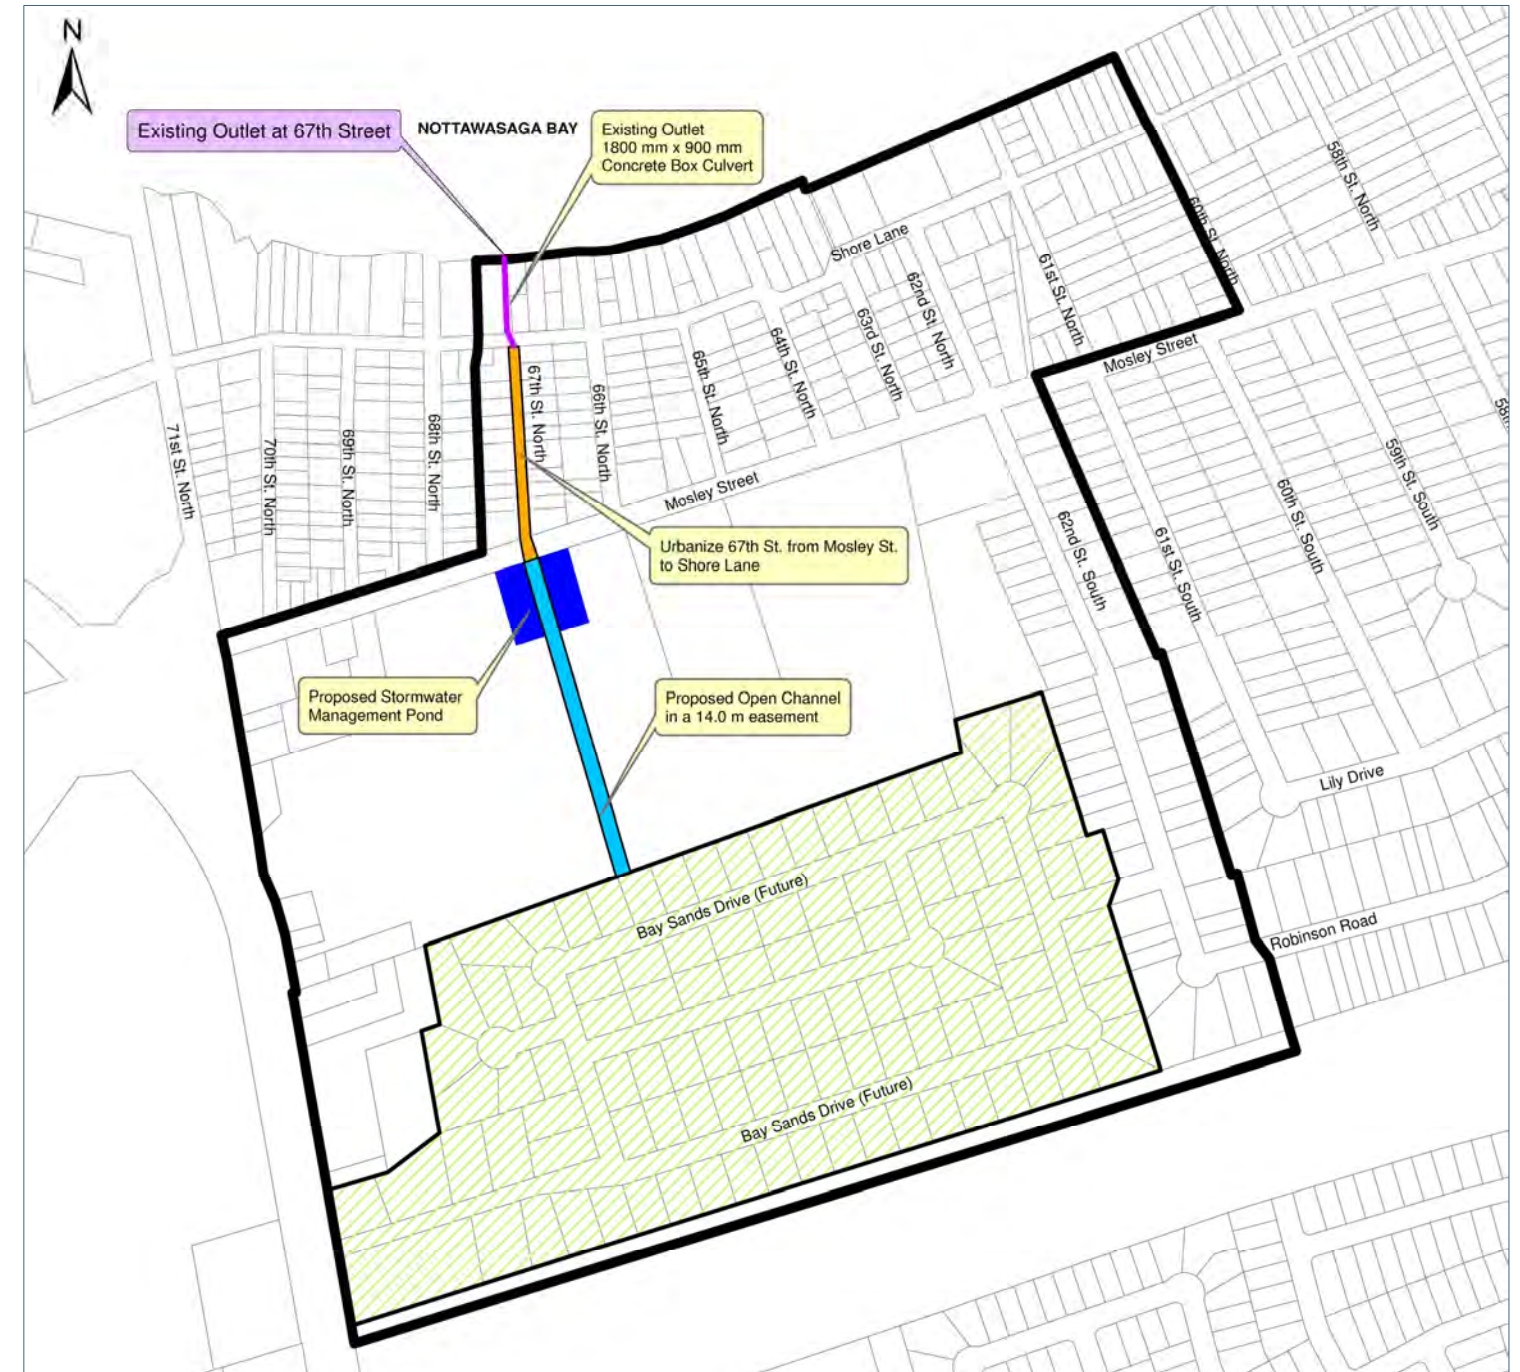 N
Existing Outlet at 67th Street
NOTTAWASAGA BAY
Existing Outlet
1800 mm x 900 mm
Concrete Box Culvert
58th St. North
60th St. North
Shore Lane
61st St. North
62nd St. North
63rd St. North
64th St. North
65th St. North
66th St. North
67th St. North
68th St. North
69th St. North
70th St. North
71st St. North
Mosley Street
Mosley Street
58th
59th St. South
60th St. South
61st St. South
62nd St. South
Urbanize 67th St. from Mosley St.
to Shore Lane
Proposed Stormwater
Management Pond
Proposed Open Channel
in a 14.0 m easement
Lily Drive
Robinson Road
Bay Sands Drive (Future)
Bay Sands Drive (Future)